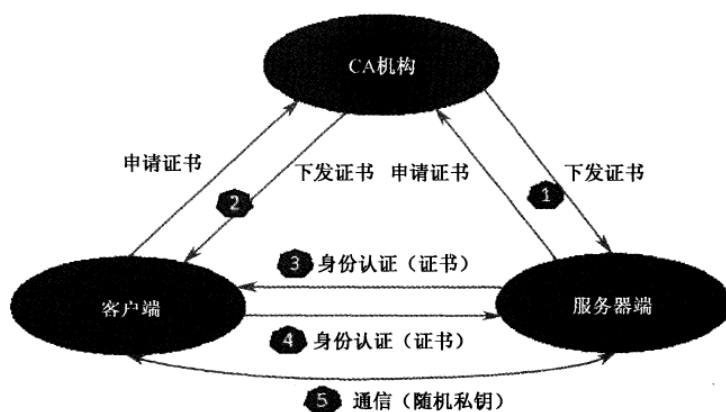 CA机构
申请证书
下发证书
申请证书
下发证书
1
2
3 身份认证（证书）
客户端
服务器端
4 身份认证（证书）
5 通信（随机私钥）